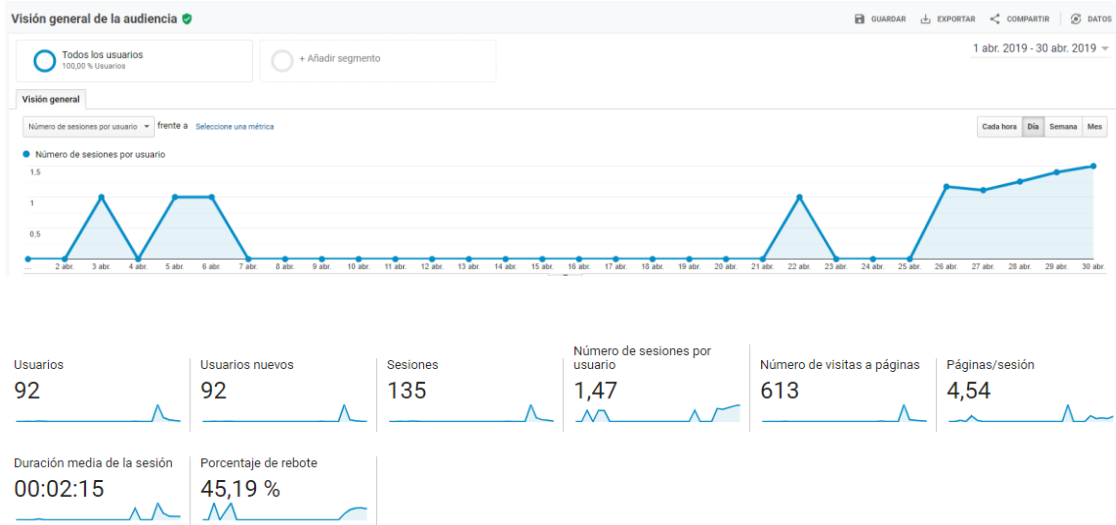 Visión general de la audiencia
GUARDAR EXPORTAR COMPARTIR DATOS
Todos los usuarios
100,00 % Usuarios
+ Añadir segmento
1 abr. 2019 - 30 abr. 2019
Visión general
Número de sesiones por usuario frente a Seleccione una métrica
Cada hora Día Semana Mes
Número de sesiones por usuario
1.5
1
0.5
... 2 abr. 3 abr. 4 abr. 5 abr. 6 abr. 7 abr. 8 abr. 9 abr. 10 abr. 11 abr. 12 abr. 13 abr. 14 abr. 15 abr. 16 abr. 17 abr. 18 abr. 19 abr. 20 abr. 21 abr. 22 abr. 23 abr. 24 abr. 25 abr. 26 abr. 27 abr. 28 abr. 29 abr. 30 abr.
Usuarios
92
Usuarios nuevos
92
Sesiones
135
Número de sesiones por
usuario
1,47
Número de visitas a páginas
613
Páginas/sesión
4,54
Duración media de la sesión
00:02:15
Porcentaje de rebote
45,19 %